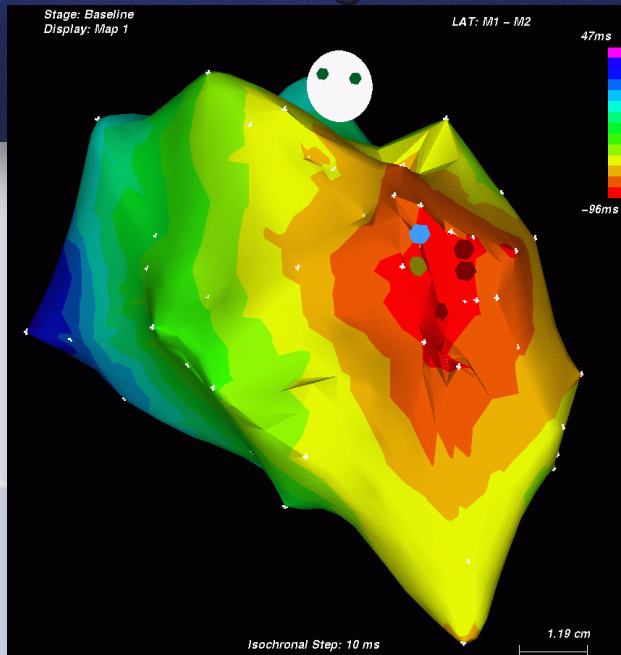 Stage: Baseline
Display: Map 1
LAT: M1 - M2
47ms
-96ms
Isochronal Step: 10 ms
1.19 cm